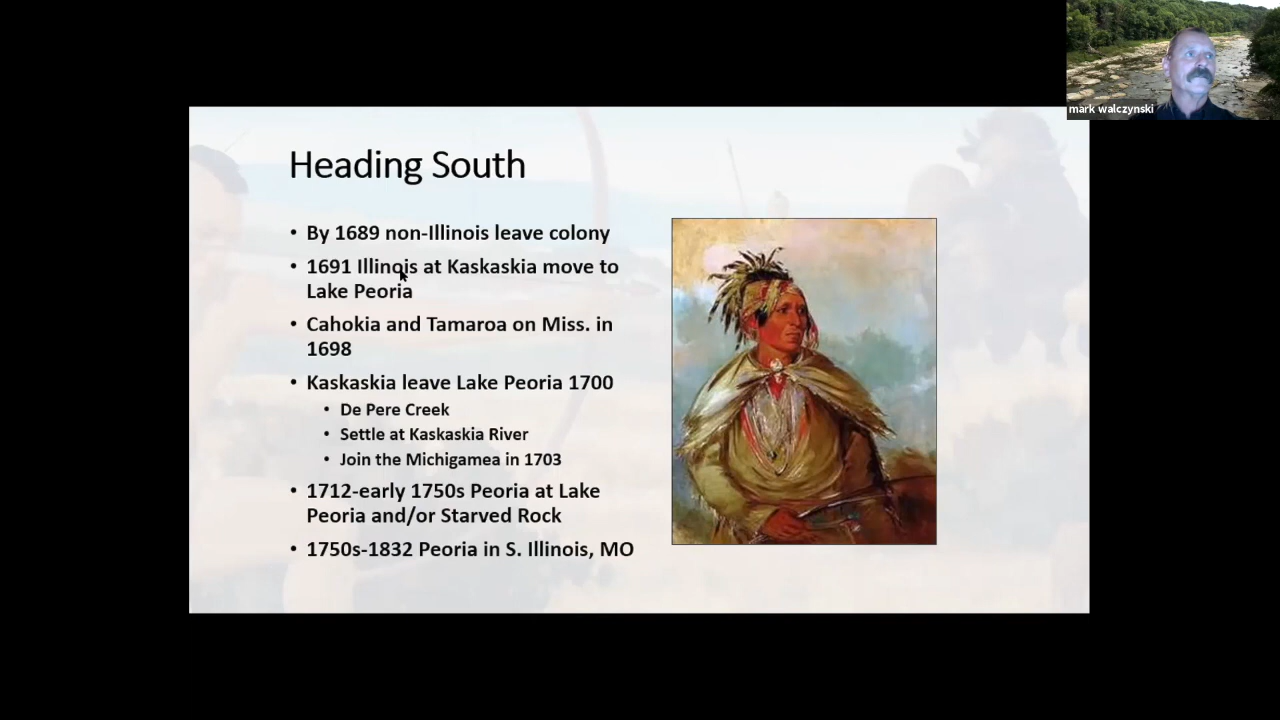 mark walczynski
Heading South
• By 1689 non-Illinois leave colony
• 1691 Illinois at Kaskaskia move to
Lake Peoria
• Cahokia and Tamaroa on Miss. in
1698
• Kaskaskia leave Lake Peoria 1700
• De Pere Creek
• Settle at Kaskaskia River
• Join the Michigamea in 1703
• 1712-early 1750s Peoria at Lake
Peoria and/or Starved Rock
• 1750s-1832 Peoria in S. Illinois, MO